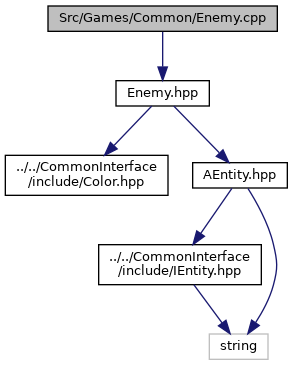 Src/Games/Common/Enemy.cpp
Enemy.hpp
../../CommonInterface
/include/Color.hpp
AEntity.hpp
../../CommonInterface
/include/IEntity.hpp
string